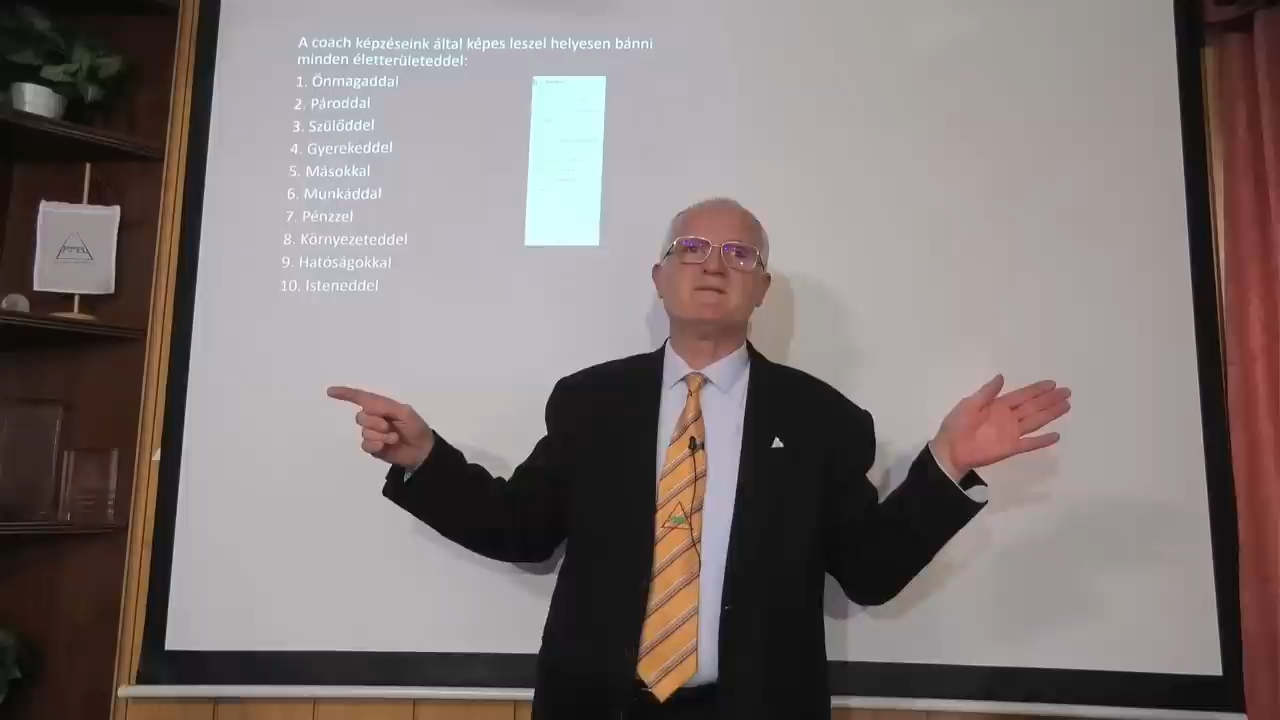 A coach képzéseink által képes leszel helyesen bánni
minden életterületeddel:
1. Önmagaddal
2. Pároddal
3. Szülőddel
4. Gyerekeddel
5. Másokkal
6. Munkáddal
7. Pénzzel
8. Környezeteddel
9. Hatóságokkal
10. Isteneddel